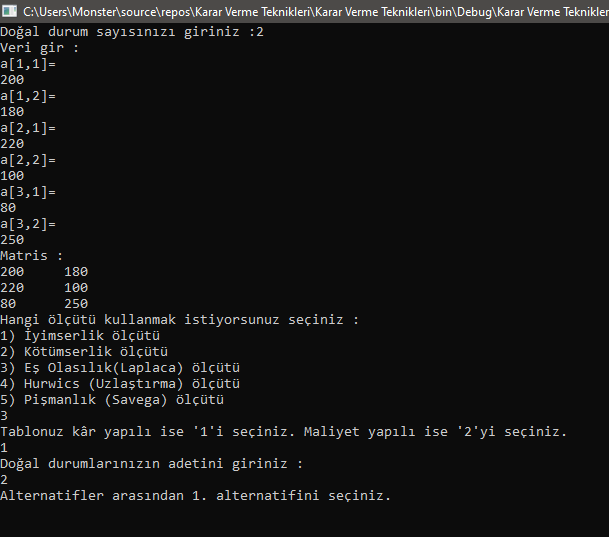 C:\Users\Monster\source\repos\Karar Verme Teknikleri\Karar Verme Teknikleri\bin\Debug\Karar Verme Teknikler
Doğal durum sayısınızı giriniz :2
Veri gir :
a[1,1]=
200
a[1,2]=
180
a[2,1]=
220
a[2,2]=
100
a[3,1]=
80
a[3,2]=
250
Matris :
200 180
220 100
80 250
Hangi ölçütü kullanmak istiyorsunuz seçiniz :
1) İyimserlik ölçütü
2) Kötümserlik ölçütü
3) Eş Olasılık(Laplaca) ölçütü
4) Hurwics (Uzlaştırma) ölçütü
5) Pişmanlık (Savega) ölçütü
3
Tablonuz kâr yapılı ise '1'i seçiniz. Maliyet yapılı ise '2'yi seçiniz.
1
Doğal durumlarınızın adetini giriniz :
2
Alternatifler arasından 1. alternatifini seçiniz.